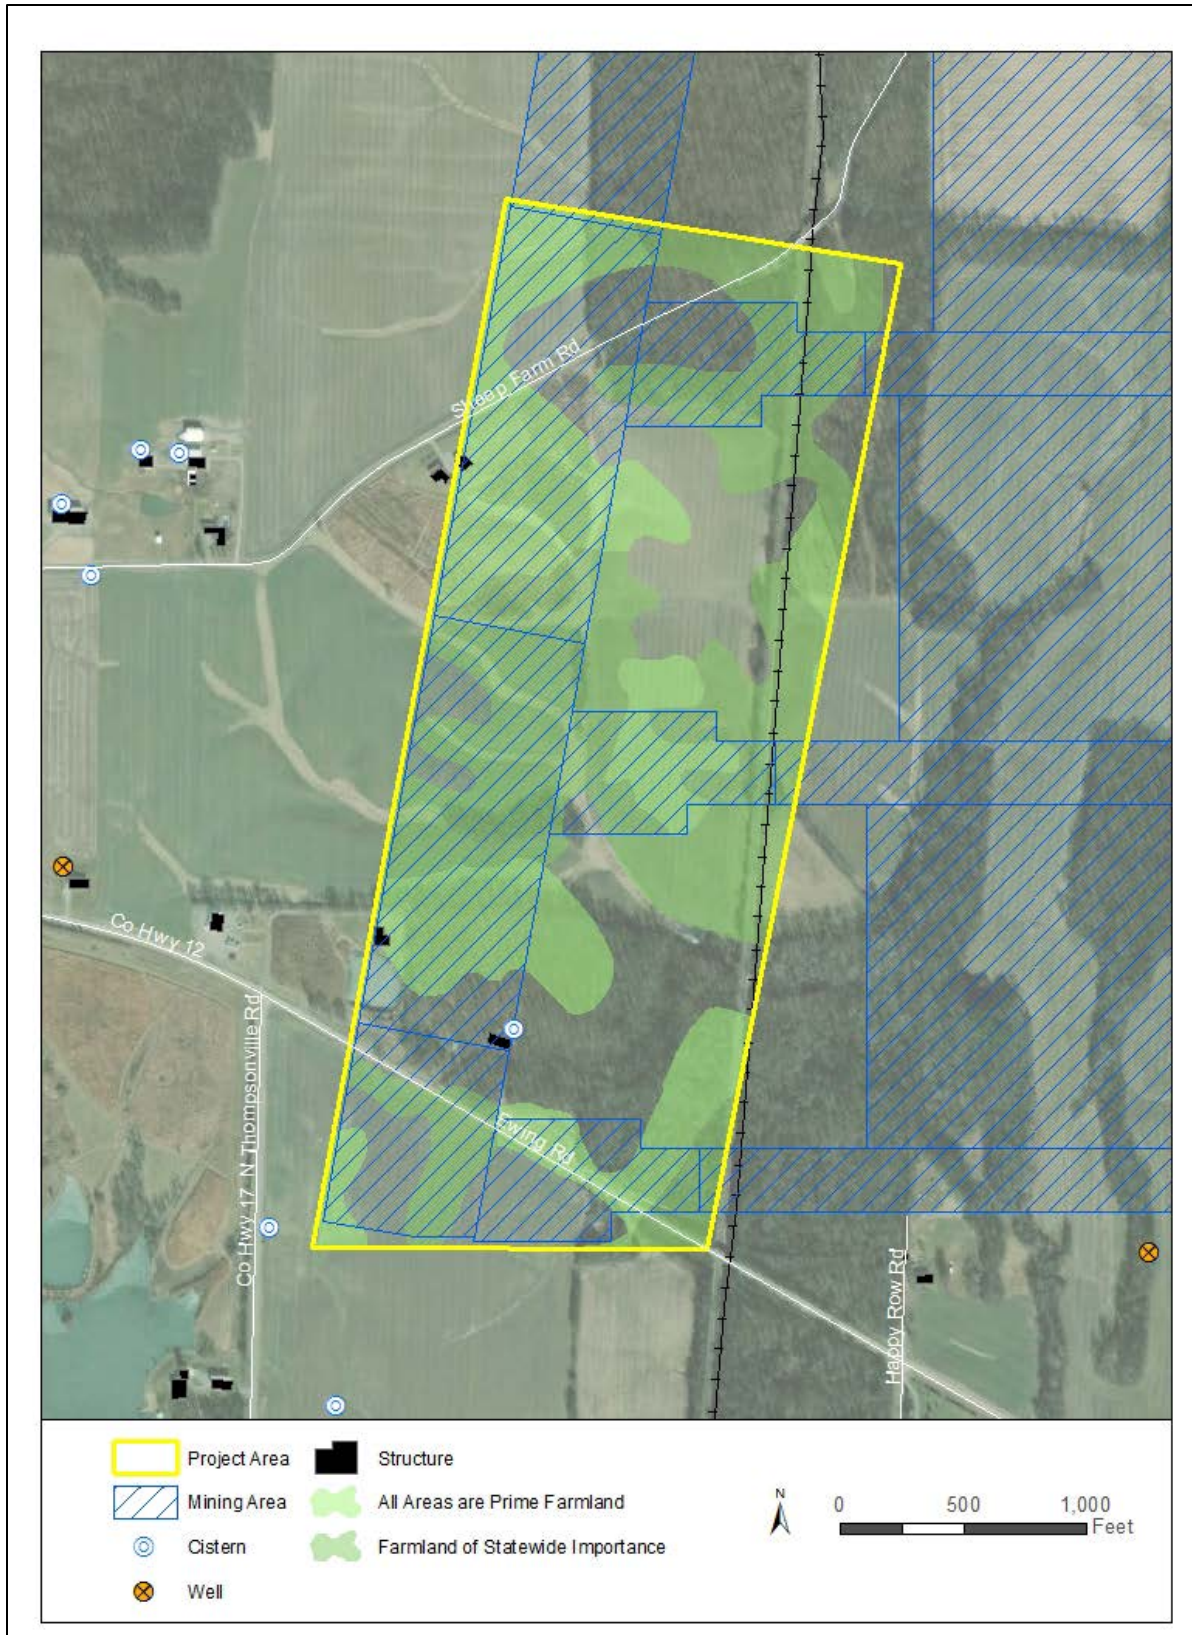 Sheep Farm Rd
Co Hwy 12
Co Hwy 17 N Thompsonville Rd
Ewing Rd
Happy Row Rd
Project Area
Structure
Mining Area
All Areas are Prime Farmland
Cistern
Farmland of Statewide Importance
Well
N
0 500 1,000
Feet